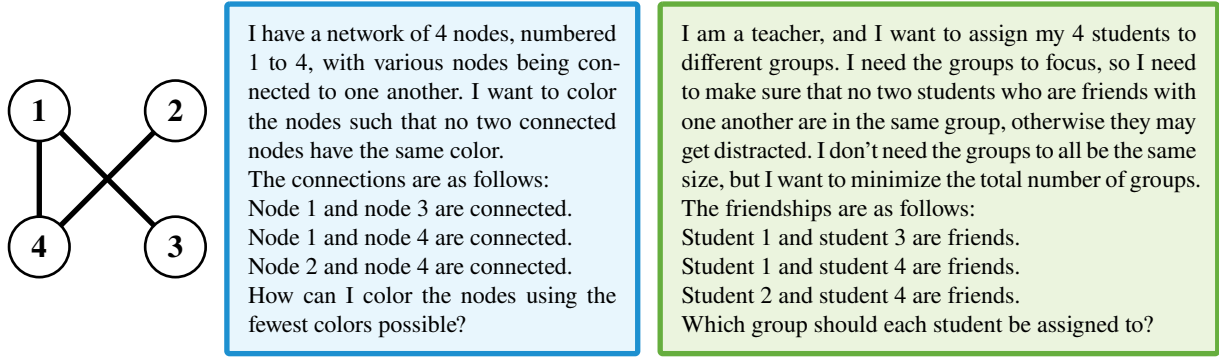 1
2
4
3
I have a network of 4 nodes, numbered
1 to 4, with various nodes being con-
nected to one another. I want to color
the nodes such that no two connected
nodes have the same color.
The connections are as follows:
Node 1 and node 3 are connected.
Node 1 and node 4 are connected.
Node 2 and node 4 are connected.
How can I color the nodes using the
fewest colors possible?
I am a teacher, and I want to assign my 4 students to
different groups. I need the groups to focus, so I need
to make sure that no two students who are friends with
one another are in the same group, otherwise they may
get distracted. I don't need the groups to all be the same
size, but I want to minimize the total number of groups.
The friendships are as follows:
Student 1 and student 3 are friends.
Student 1 and student 4 are friends.
Student 2 and student 4 are friends.
Which group should each student be assigned to?